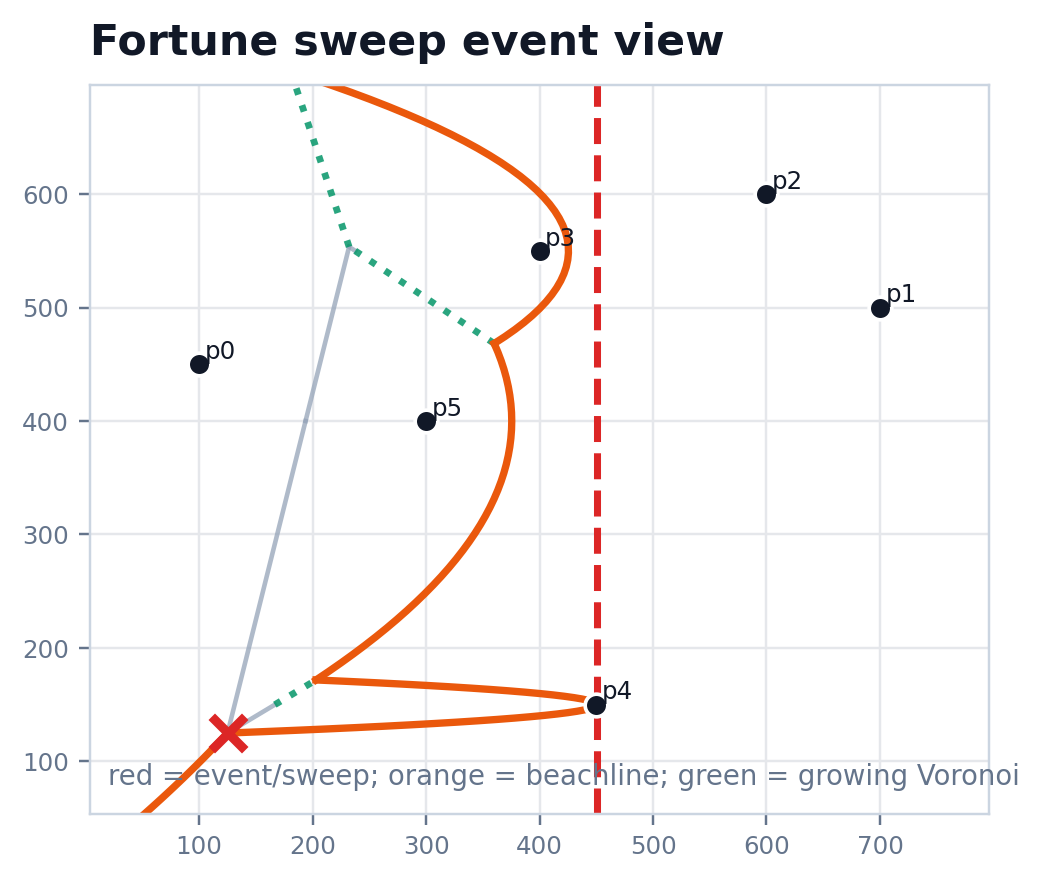 Fortune sweep event view
600
500
400
300
200
100
p2
p3
p1
p0
p5
p4
red = event/sweep; orange = beachline; green = growing Voronoi
100 200 300 400 500 600 700